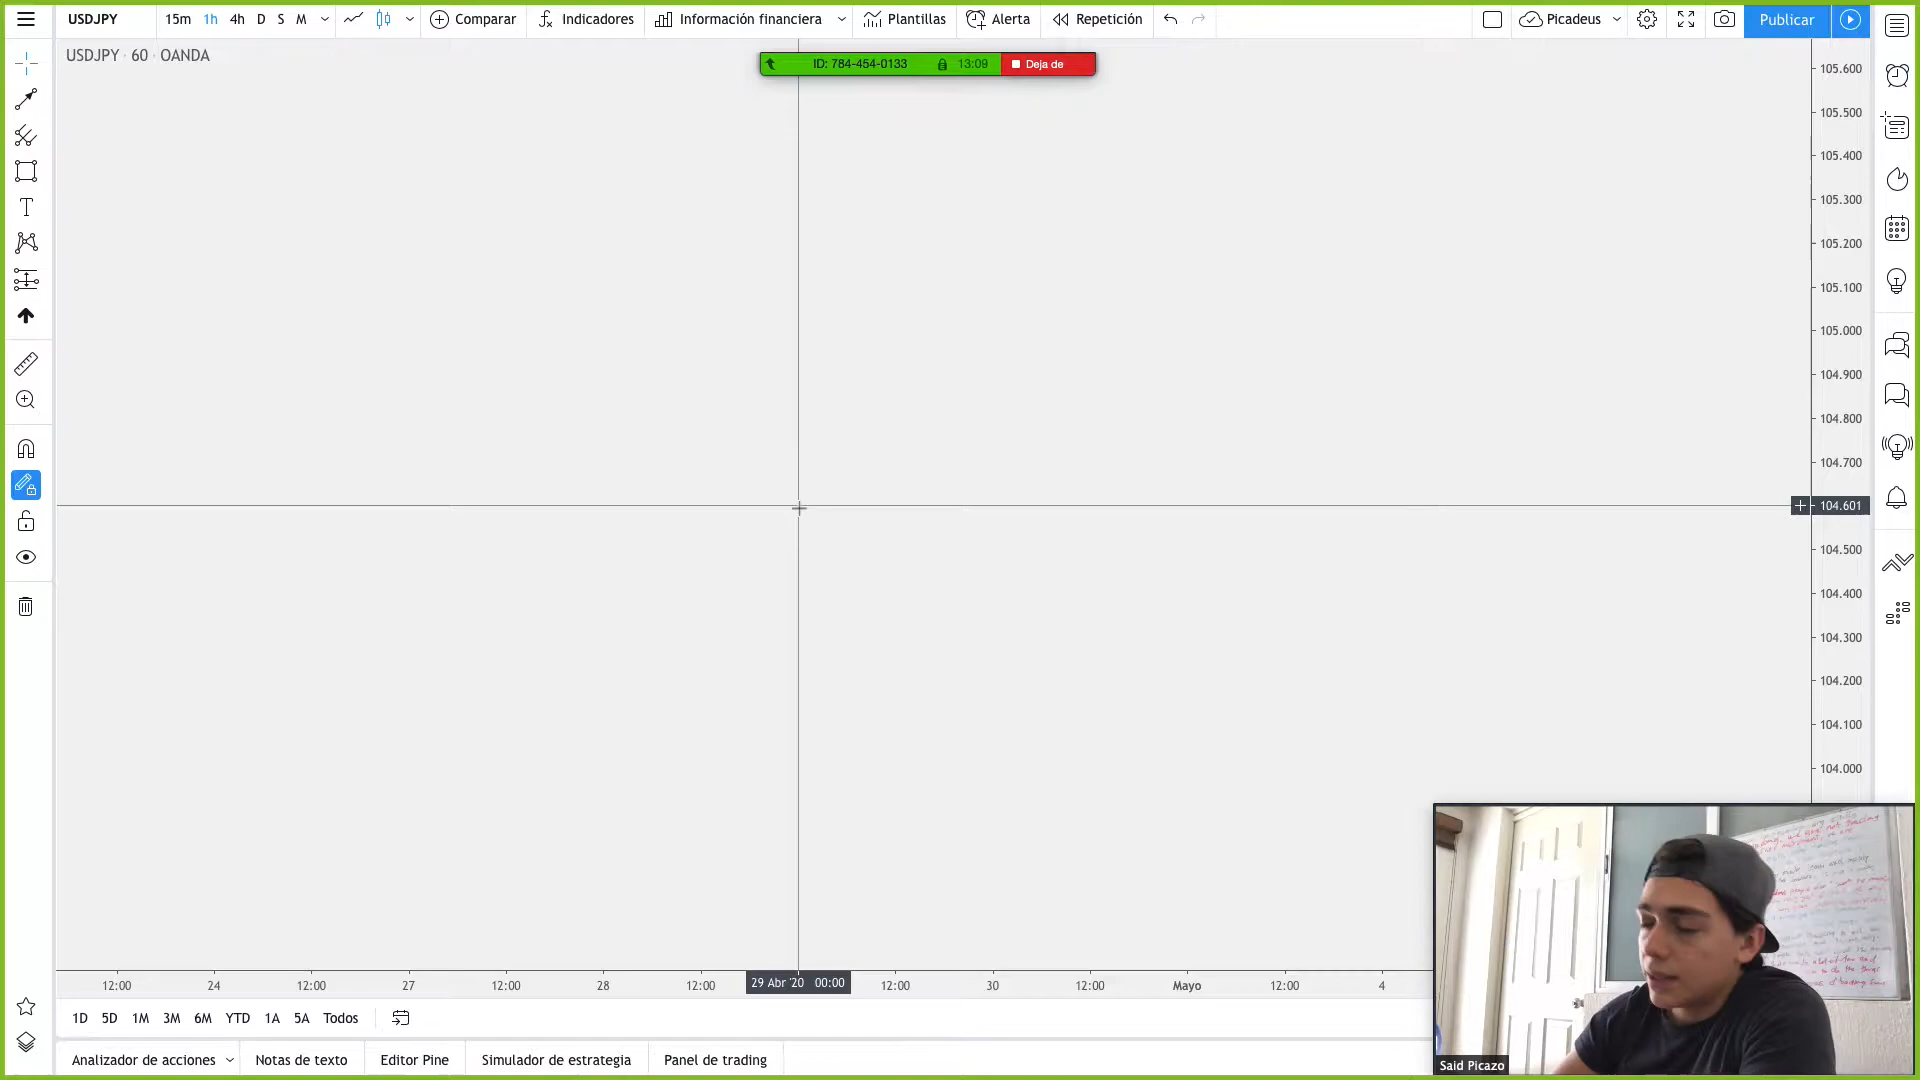 USDJPY
15m 1h 4h D S M
Comparar
Indicadores
Información financiera
Plantillas
Alerta
Repetición
Picadeus
Publicar
USDJPY · 60 · OANDA
ID: 784-454-0133
13:09
Deja de
105.600
105.500
105.400
105.300
105.200
105.100
105.000
104.900
104.800
104.700
104.601
104.500
104.400
104.300
104.200
104.100
104.000
12:00 24 12:00 27 12:00 28 12:00 29 Abr '20 00:00 12:00 30 12:00 Mayo 12:00 4
1D 5D 1M 3M 6M YTD 1A 5A Todos
Analizador de acciones
Notas de texto
Editor Pine
Simulador de estrategia
Panel de trading
Said Picazo